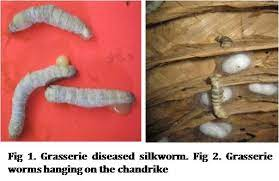 Fig 1. Grasserie diseased silkworm. Fig 2. Grasserie
worms hanging on the chandrike